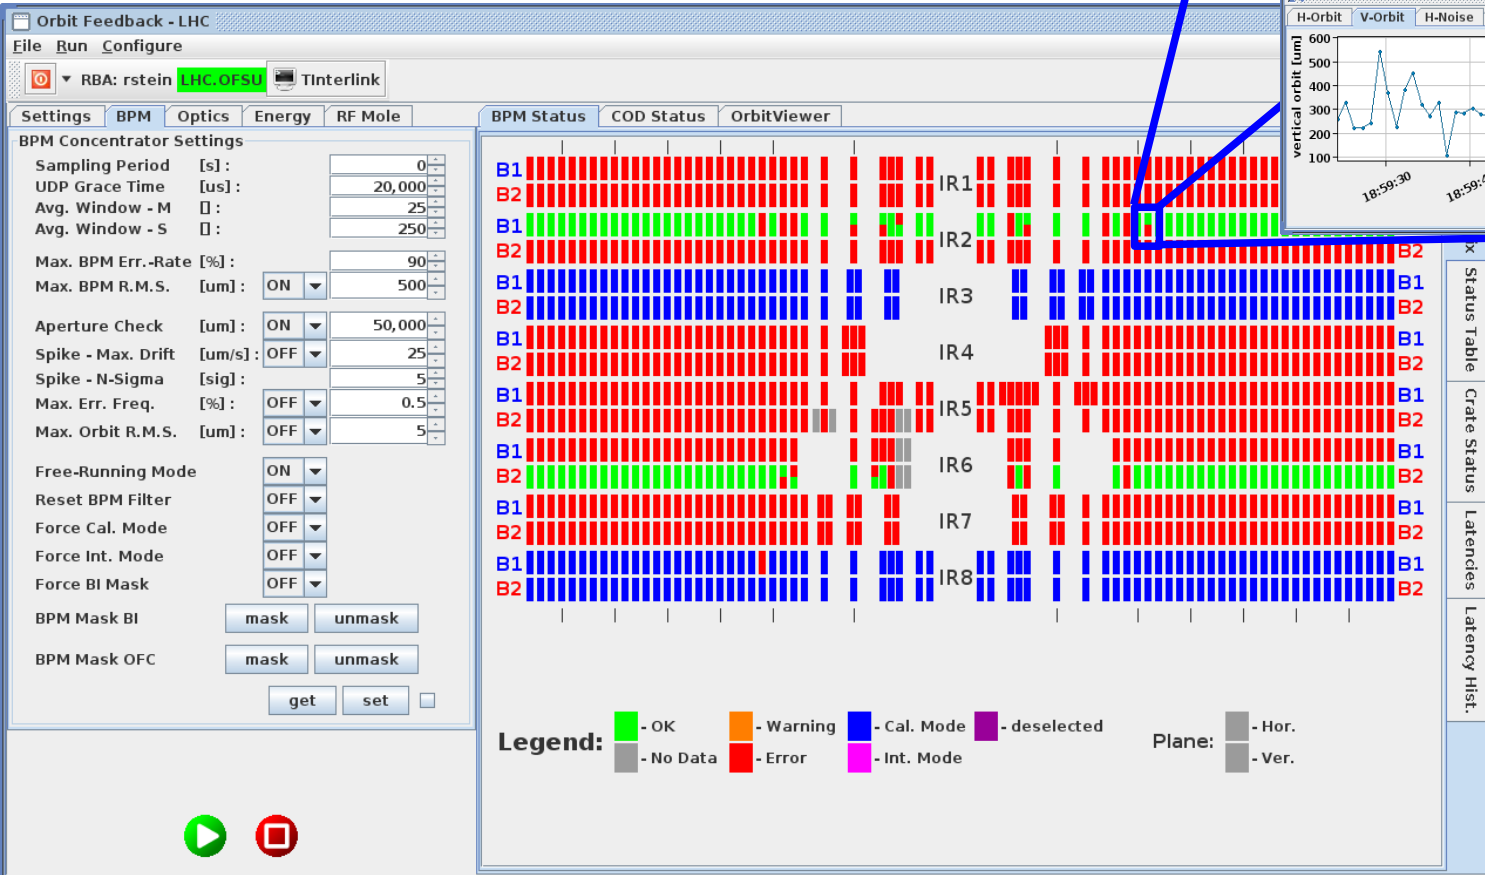 Orbit Feedback - LHC
File Run Configure
RBA: rstein LHC.OFSU TInterlink
Settings BPM Optics Energy RF Mole
BPM Concentrator Settings
Sampling Period [s] : 0
UDP Grace Time [us] : 20,000
Avg. Window - M [] : 25
Avg. Window - S [] : 250
Max. BPM Err.-Rate [%] : 90
Max. BPM R.M.S. [um] : ON 500
Aperture Check [um] : ON 50,000
Spike - Max. Drift [um/s] : OFF 25
Spike - N-Sigma [sig] : 5
Max. Err. Freq. [%] : OFF 0.5
Max. Orbit R.M.S. [um] : OFF 5
Free-Running Mode ON
Reset BPM Filter OFF
Force Cal. Mode OFF
Force Int. Mode OFF
Force BI Mask OFF
BPM Mask BI mask unmask
BPM Mask OFC mask unmask
get set
BPM Status COD Status OrbitViewer
B1
IR1
B2
B1
IR2
B2 B2
B1 B1
IR3
B2 B2
B1 B1
IR4
B2 B2
B1 B1
IR5
B2 B2
B1 B1
IR6
B2 B2
B1 B1
IR7
B2 B2
B1 B1
IR8
B2 B2
Legend: - OK - Warning - Cal. Mode - deselected
- No Data - Error - Int. Mode
Plane: - Hor.
- Ver.
H-Orbit V-Orbit H-Noise
vertical orbit [um]
600
500
400
300
200
100
18:59:30
Status Table
Crate Status
Latencies
Latency Hist.